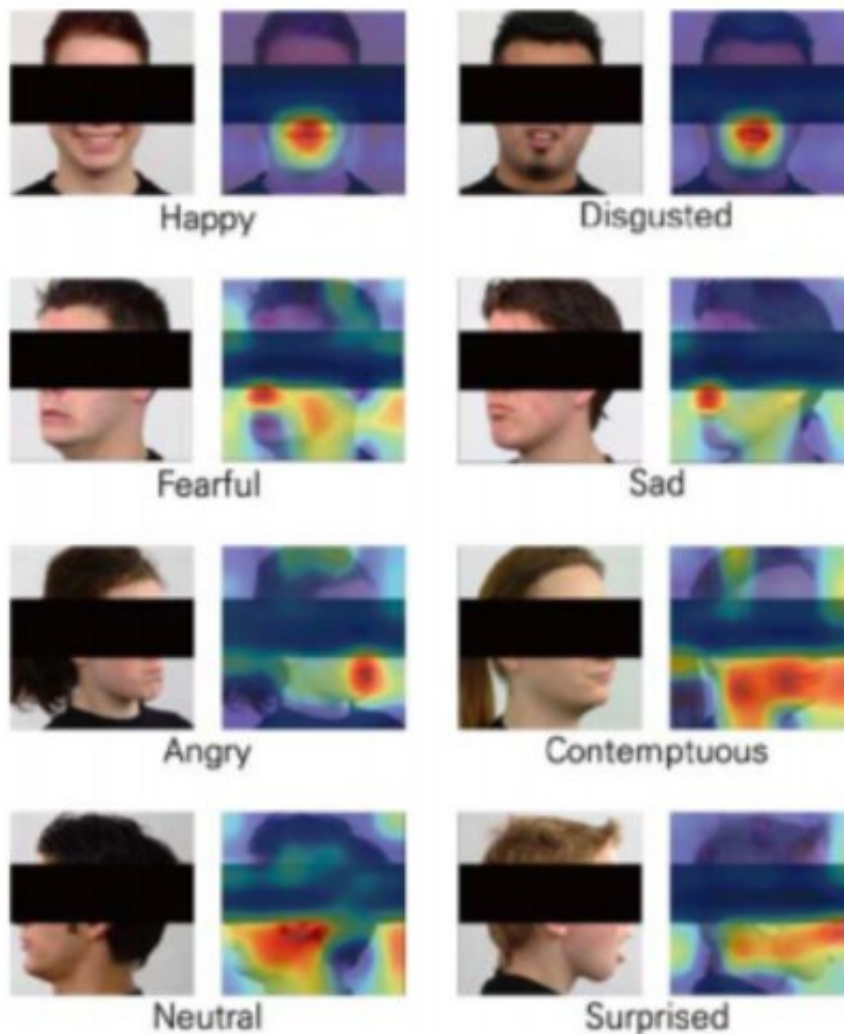 Happy
Disgusted
Fearful
Sad
Angry
Contemptuous
Neutral
Surprised